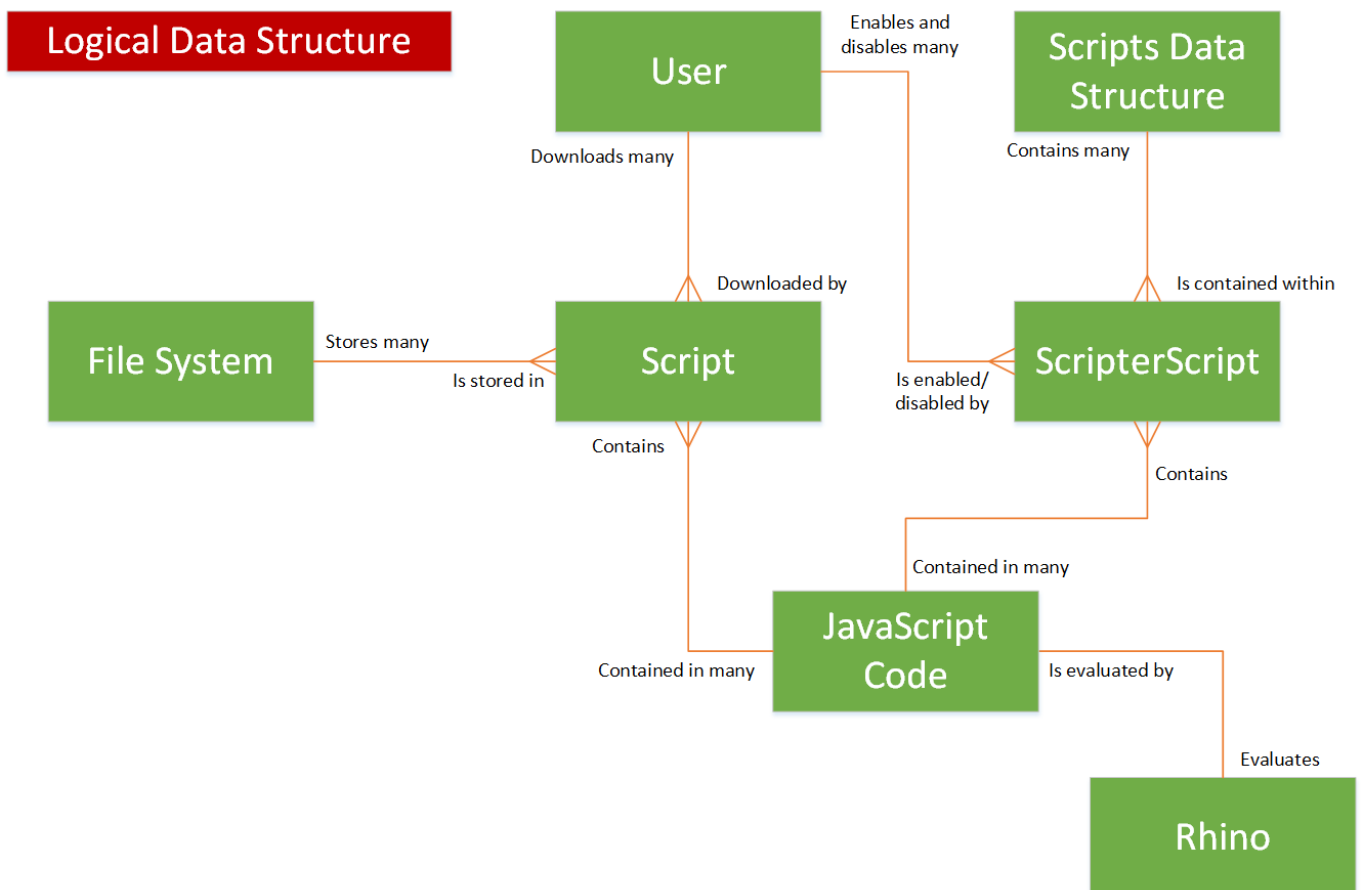 Logical Data Structure
User
Enables and
disables many
Scripts Data
Structure
Downloads many
Contains many
Downloaded by
Is contained within
File System
Stores many
Is stored in
Script
Is enabled/
disabled by
ScripterScript
Contains
Contains
Contained in many
JavaScript
Code
Contained in many
Is evaluated by
Evaluates
Rhino